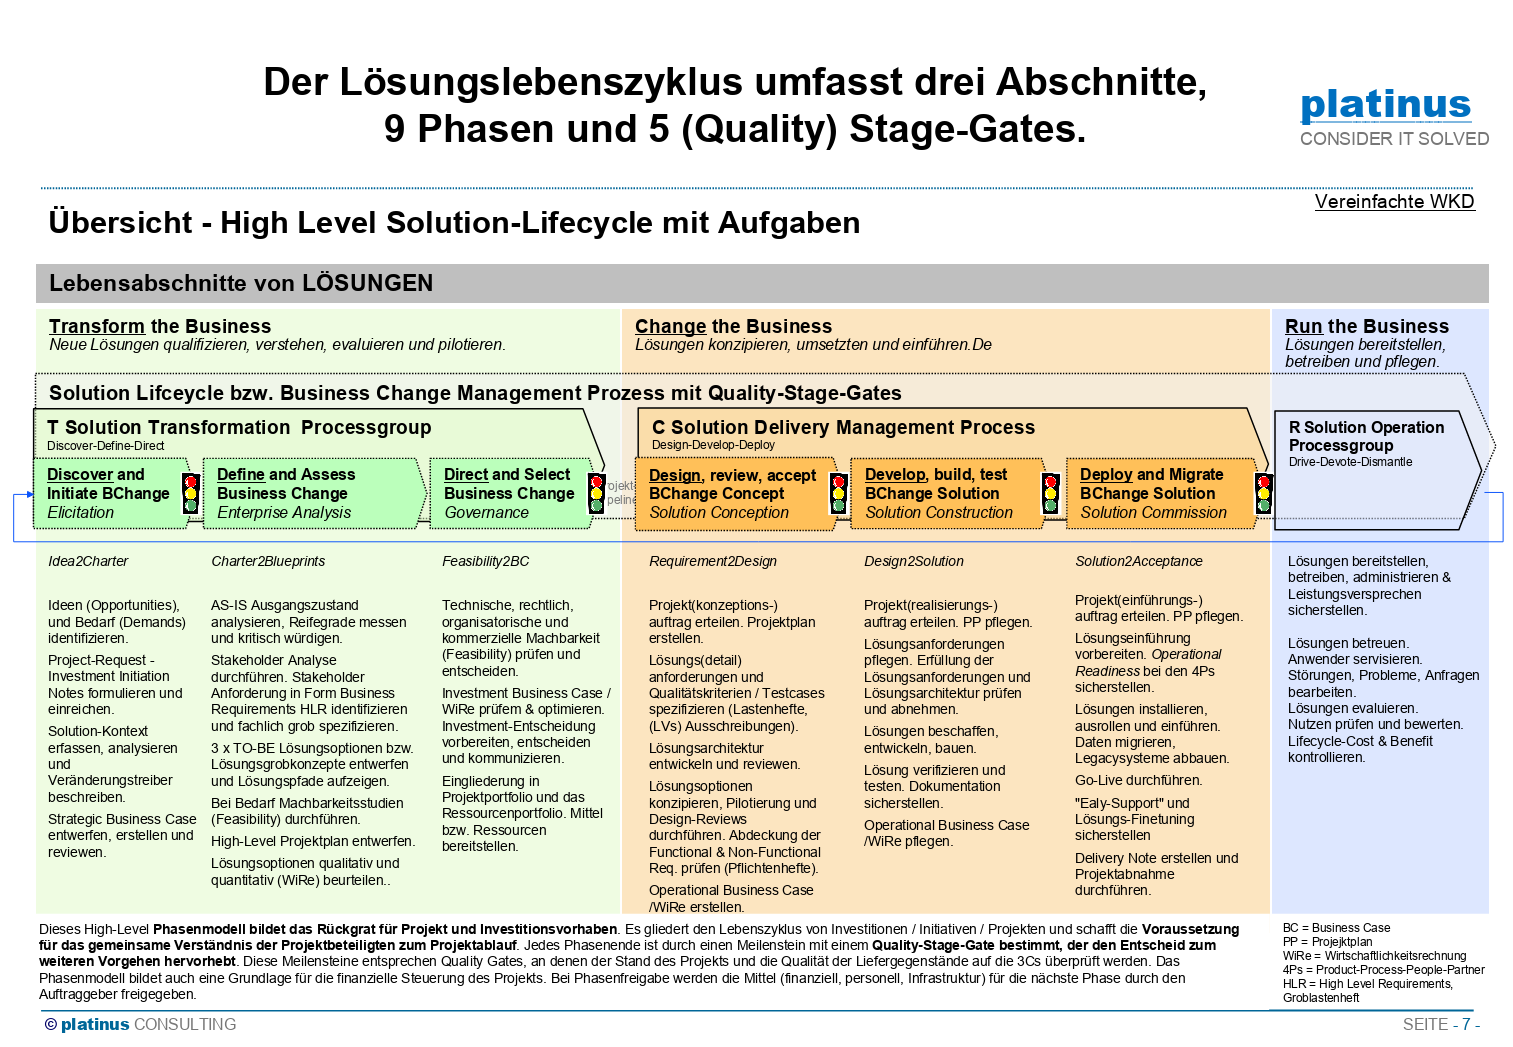 Der Lösungslebenszyklus umfasst drei Abschnitte,
9 Phasen und 5 (Quality) Stage-Gates.
platinus
CONSIDER IT SOLVED
Vereinfachte WKD
Übersicht - High Level Solution-Lifecycle mit Aufgaben
Lebensabschnitte von LÖSUNGEN
Transform the Business
Neue Lösungen qualifizieren, verstehen, evaluieren und pilotieren.
Change the Business
Lösungen konzipieren, umsetzten und einführen.De
Run the Business
Lösungen bereitstellen,
betreiben und pflegen.
Solution Lifceycle bzw. Business Change Management Prozess mit Quality-Stage-Gates
T Solution Transformation  Processgroup
Discover-Define-Direct
C Solution Delivery Management Process
Design-Develop-Deploy
R Solution Operation
Processgroup
Drive-Devote-Dismantle
Discover and
Initiate BChange
Elicitation
Define and Assess
Business Change
Enterprise Analysis
Direct and Select
Business Change
Governance
rojekt-
peline
Design, review, accept
BChange Concept
Solution Conception
Develop, build, test
BChange Solution
Solution Construction
Deploy and Migrate
BChange Solution
Solution Commission
Idea2Charter
Ideen (Opportunities),
und Bedarf (Demands)
identifizieren.
Project-Request -
Investment Initiation
Notes formulieren und
einreichen.
Solution-Kontext
erfassen, analysieren
und
Veränderungstreiber
beschreiben.
Strategic Business Case
entwerfen, erstellen und
reviewen.
Charter2Blueprints
AS-IS Ausgangszustand
analysieren, Reifegrade messen
und kritisch würdigen.
Stakeholder Analyse
durchführen. Stakeholder
Anforderung in Form Business
Requirements HLR identifizieren
und fachlich grob spezifizieren.
3 x TO-BE Lösungsoptionen bzw.
Lösungsgrobkonzepte entwerfen
und Lösungspfade aufzeigen.
Bei Bedarf Machbarkeitsstudien
(Feasibility) durchführen.
High-Level Projektplan entwerfen.
Lösungsoptionen qualitativ und
quantitativ (WiRe) beurteilen..
Feasibility2BC
Technische, rechtlich,
organisatorische und
kommerzielle Machbarkeit
(Feasibility) prüfen und
entscheiden.
Investment Business Case /
WiRe prüfem & optimieren.
Investment-Entscheidung
vorbereiten, entscheiden
und kommunizieren.
Eingliederung in
Projektportfolio und das
Ressourcenportfolio. Mittel
bzw. Ressourcen
bereitstellen.
Requirement2Design
Projekt(konzeptions-)
auftrag erteilen. Projektplan
erstellen.
Lösungs(detail)
anforderungen und
Qualitätskriterien / Testcases
spezifizieren (Lastenhefte,
(LVs) Ausschreibungen).
Lösungsarchitektur
entwickeln und reviewen.
Lösungsoptionen
konzipieren, Pilotierung und
Design-Reviews
durchführen. Abdeckung der
Functional & Non-Functional
Req. prüfen (Pflichtenhefte).
Operational Business Case
/WiRe erstellen.
Design2Solution
Projekt(realisierungs-)
auftrag erteilen. PP pflegen.
Lösungsanforderungen
pflegen. Erfüllung der
Lösungsanforderungen und
Lösungsarchitektur prüfen
und abnehmen.
Lösungen beschaffen,
entwickeln, bauen.
Lösung verifizieren und
testen. Dokumentation
sicherstellen.
Operational Business Case
/WiRe pflegen.
Solution2Acceptance
Projekt(einführungs-)
auftrag erteilen. PP pflegen.
Lösungseinführung
vorbereiten. Operational
Readiness bei den 4Ps
sicherstellen.
Lösungen installieren,
ausrollen und einführen.
Daten migrieren,
Legacysysteme abbauen.
Go-Live durchführen.
"Ealy-Support" und
Lösungs-Finetuning
sicherstellen
Delivery Note erstellen und
Projektabnahme
durchführen.
Lösungen bereitstellen,
betreiben, administrieren &
Leistungsversprechen
sicherstellen.
Lösungen betreuen.
Anwender servisieren.
Störungen, Probleme, Anfragen
bearbeiten.
Lösungen evaluieren.
Nutzen prüfen und bewerten.
Lifecycle-Cost & Benefit
kontrollieren.
Dieses High-Level Phasenmodell bildet das Rückgrat für Projekt und Investitionsvorhaben. Es gliedert den Lebenszyklus von Investitionen / Initiativen / Projekten und schafft die Voraussetzung
für das gemeinsame Verständnis der Projektbeteiligten zum Projektablauf. Jedes Phasenende ist durch einen Meilenstein mit einem Quality-Stage-Gate bestimmt, der den Entscheid zum
weiteren Vorgehen hervorhebt. Diese Meilensteine entsprechen Quality Gates, an denen der Stand des Projekts und die Qualität der Liefergegenstände auf die 3Cs überprüft werden. Das
Phasenmodell bildet auch eine Grundlage für die finanzielle Steuerung des Projekts. Bei Phasenfreigabe werden die Mittel (finanziell, personell, Infrastruktur) für die nächste Phase durch den
Auftraggeber freigegeben.
BC = Business Case
PP = Projejktplan
WiRe = Wirtschaftlichkeitsrechnung
4Ps = Product-Process-People-Partner
HLR = High Level Requirements,
Groblastenheft
© platinus CONSULTING
SEITE - 7 -